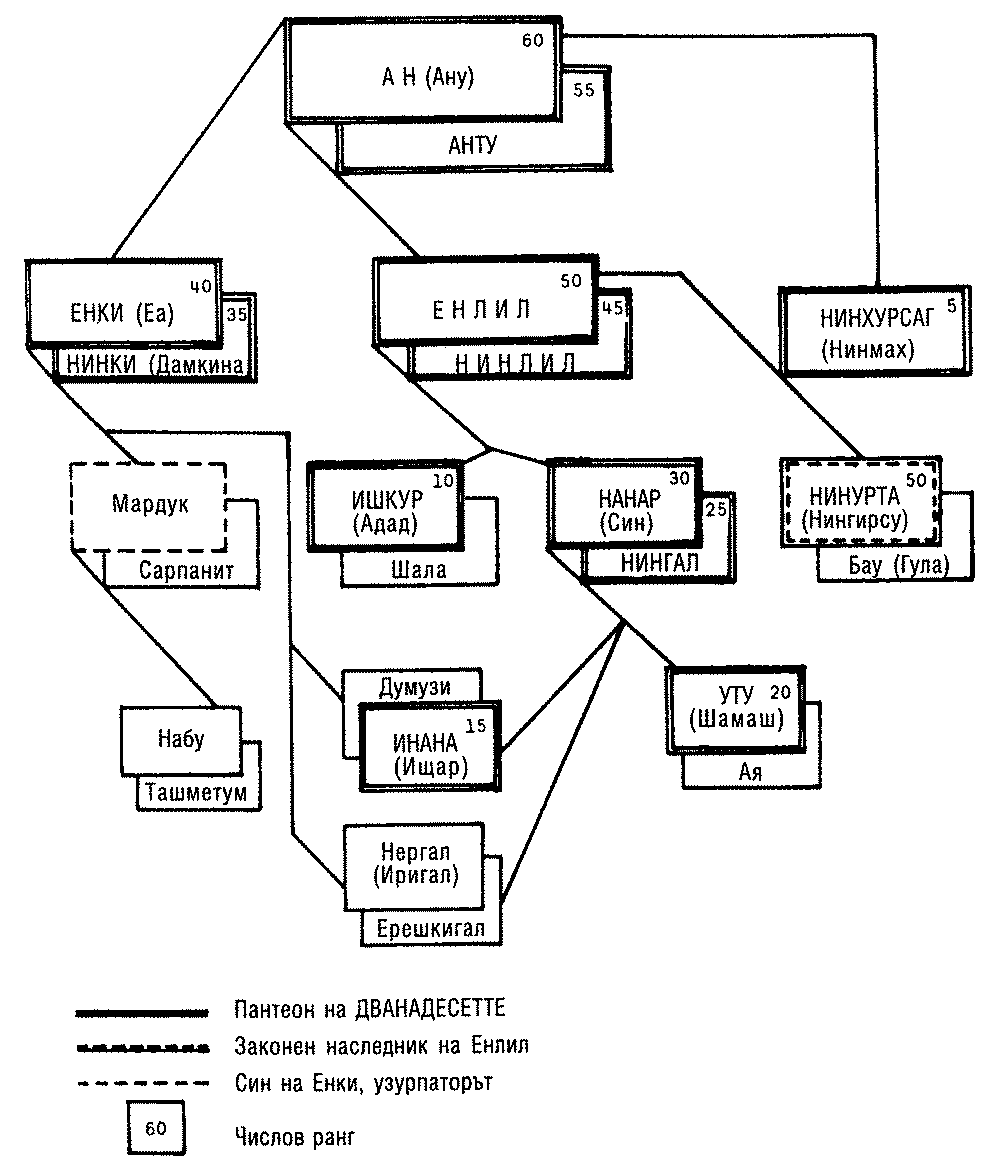 60
А Н (Ану)
55
АНТУ
40
ЕНКИ (Еа)
35
НИНКИ (Дамкина
50
ЕНЛИЛ
45
НИНЛИЛ
НИНХУРСАГ 5
(Нинмах)
Мардук
Сарпанит
10
ИШКУР
(Адад)
Шала
30
НАНАР
(Син)
25
НИНГАЛ
50
НИНУРТА
(Нингирсу)
Бау (Гула)
Думузи
15
ИНАНА
(Ищар)
УТУ 20
(Шамаш)
Ая
Набу
Ташметум
Нергал
(Иригал)
Ерешкигал
Пантеон на ДВАНАДЕСЕТТЕ
Законен наследник на Енлил
Син на Енки, узурпаторът
60
Числов ранг